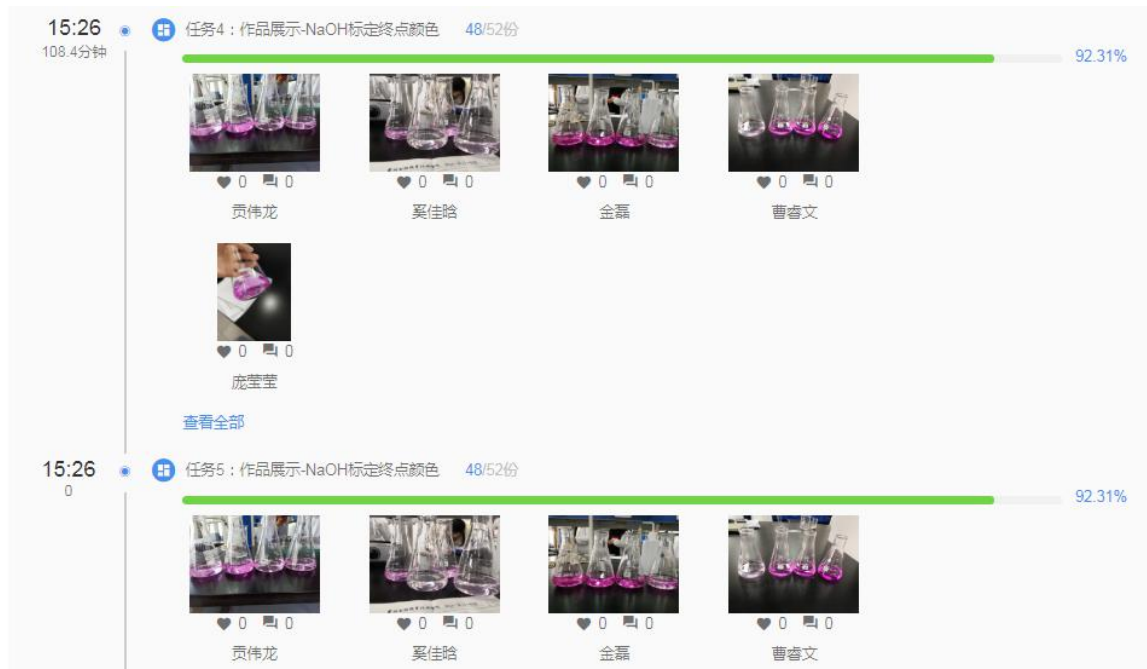 15:26
108.4分钟
任务4：作品展示-NaOH标定终点颜色 48/52份
92.31%
0 0 0 0 0 0 0 0
贡伟龙 奚佳晗 金磊 曹睿文
0 0
庞莹莹
查看全部
15:26
0
任务5：作品展示-NaOH标定终点颜色 48/52份
92.31%
0 0 0 0 0 0 0 0
贡伟龙 奚佳晗 金磊 曹睿文